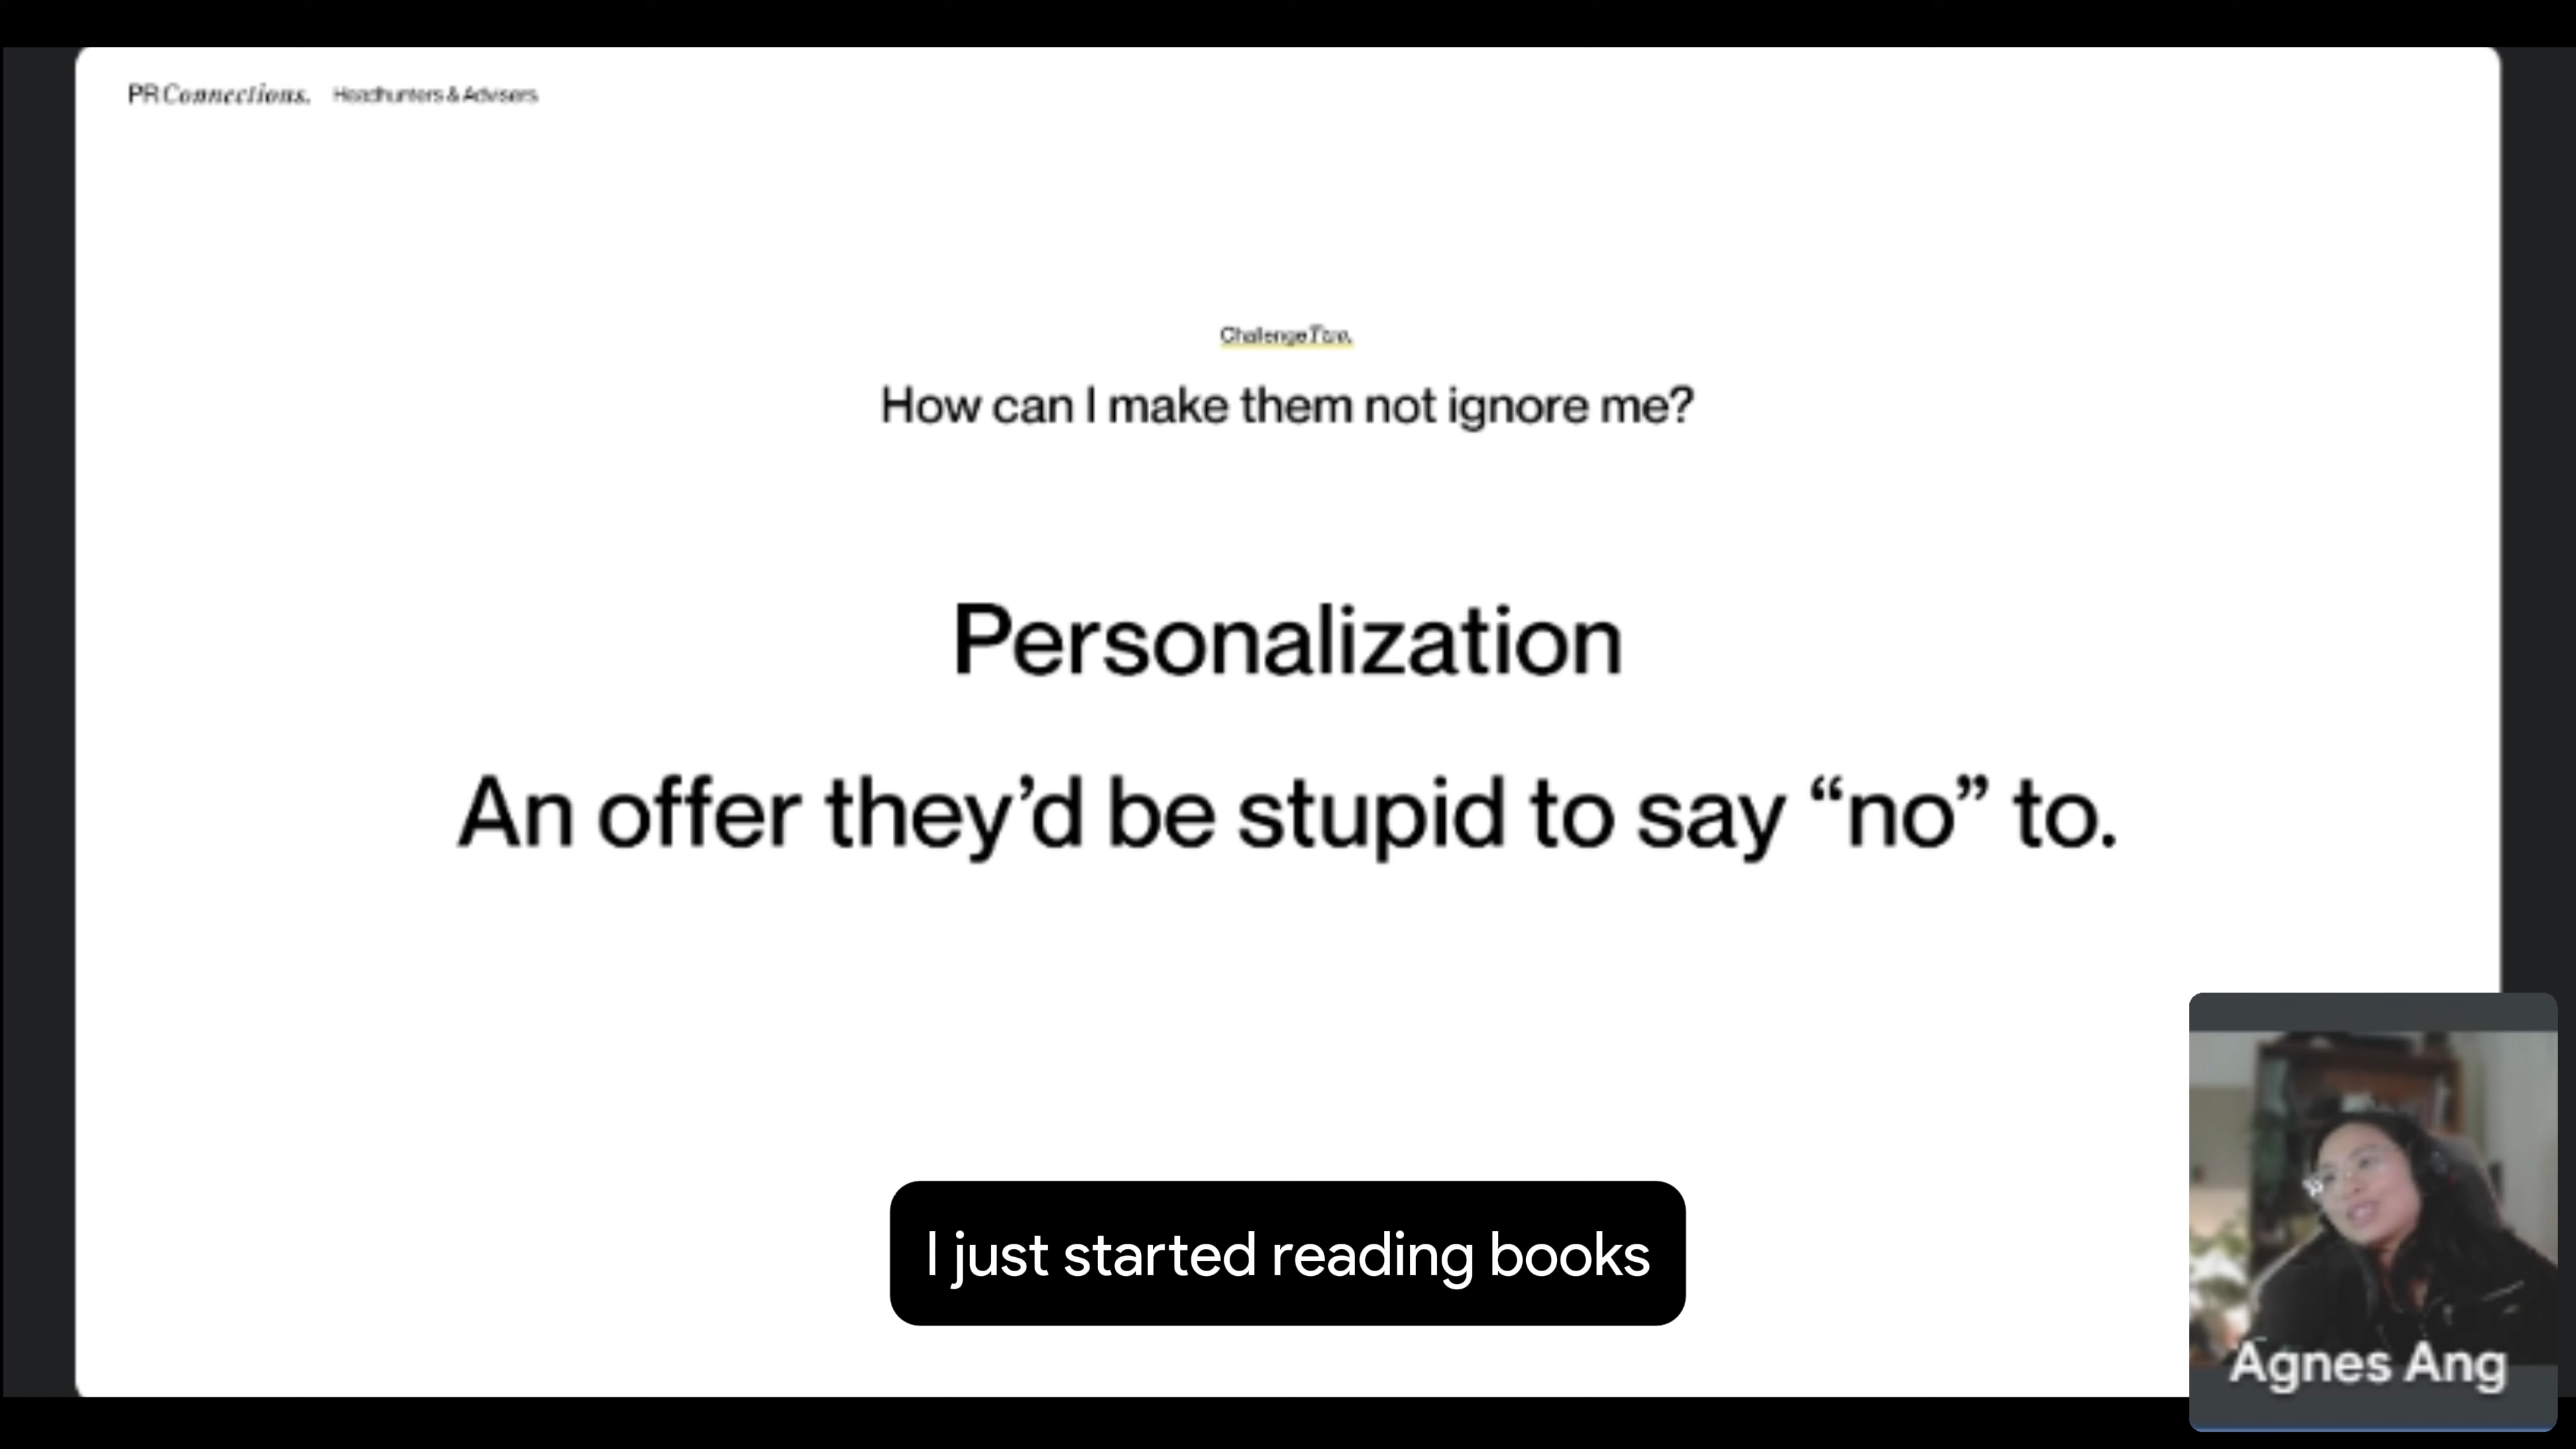 PR Connections. Headhunters & Advisers
Challenge Two.
How can I make them not ignore me?
Personalization
An offer they’d be stupid to say “no” to.
I just started reading books
Agnes Ang